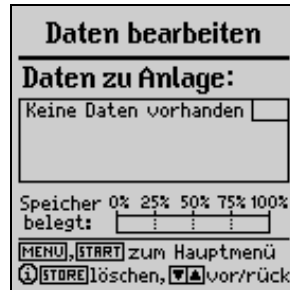 Daten bearbeiten
Daten zu Anlage:
Keine Daten vorhanden
Speicher 0% 25% 50% 75% 100%
belegt:
MENU, START zum Hauptmenü
i STORE löschen, ▼▲ vor/rück